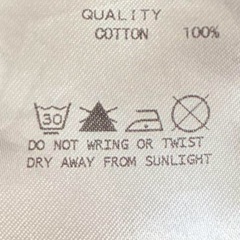 QUALITY
COTTON 100%
30
DO NOT WRING OR TWIST
DRY AWAY FROM SUNLIGHT